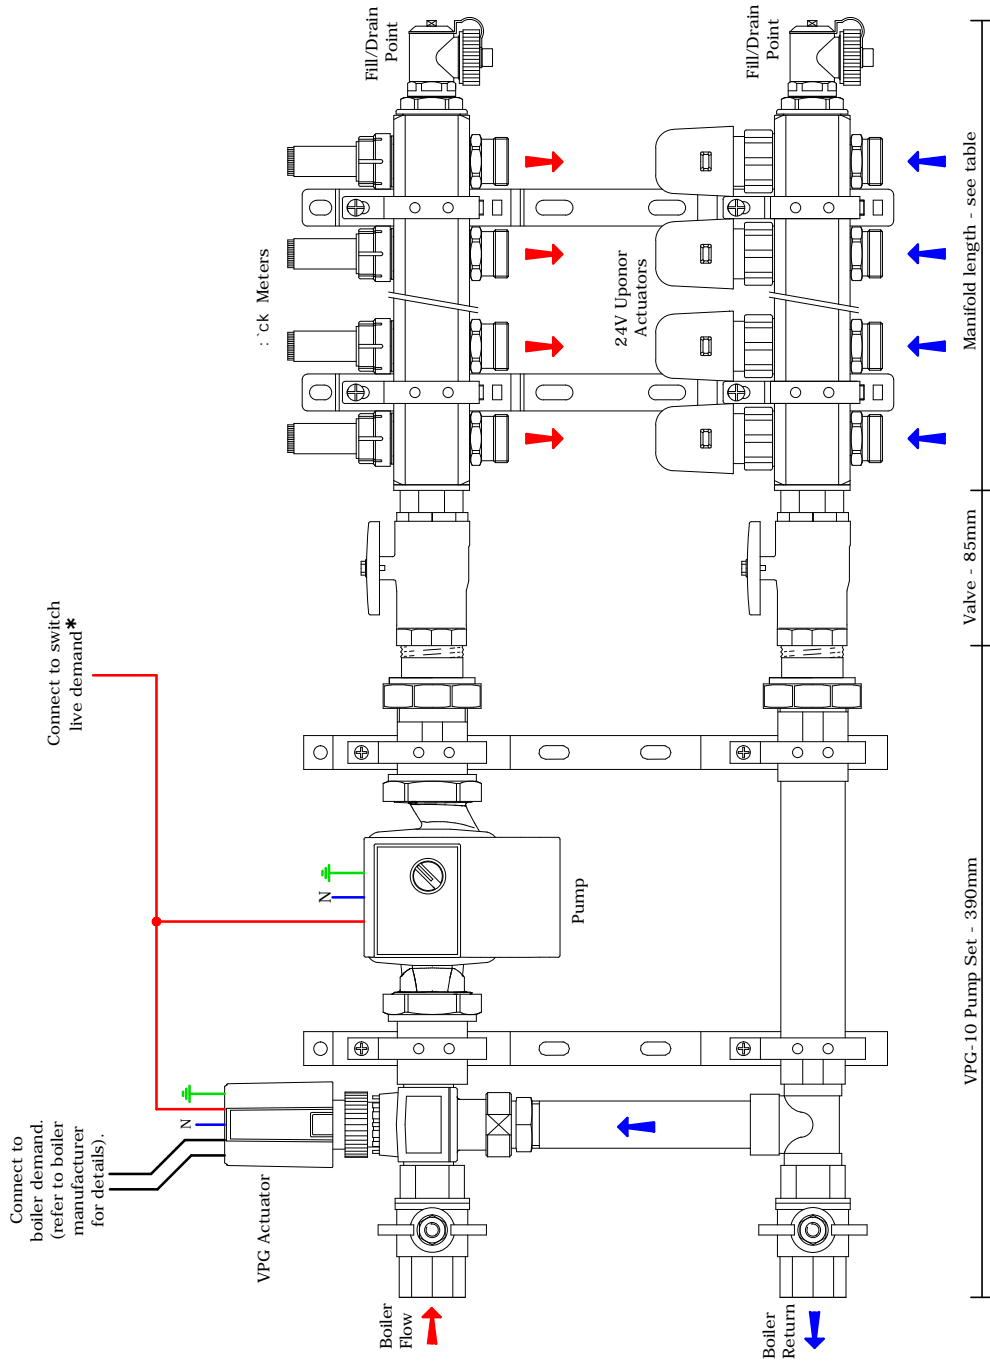 Fill/Drain
Point
Fill/Drain
Point
Meters
24V Uponor
Actuators
Manifold length - see table
Valve - 85mm
VPG-10 Pump Set - 390mm
Connect to switch
live demand*
N
Pump
N
Connect to
boiler demand.
(refer to boiler
manufacturer
for details).
VPG Actuator
Boiler
Flow
Boiler
Return